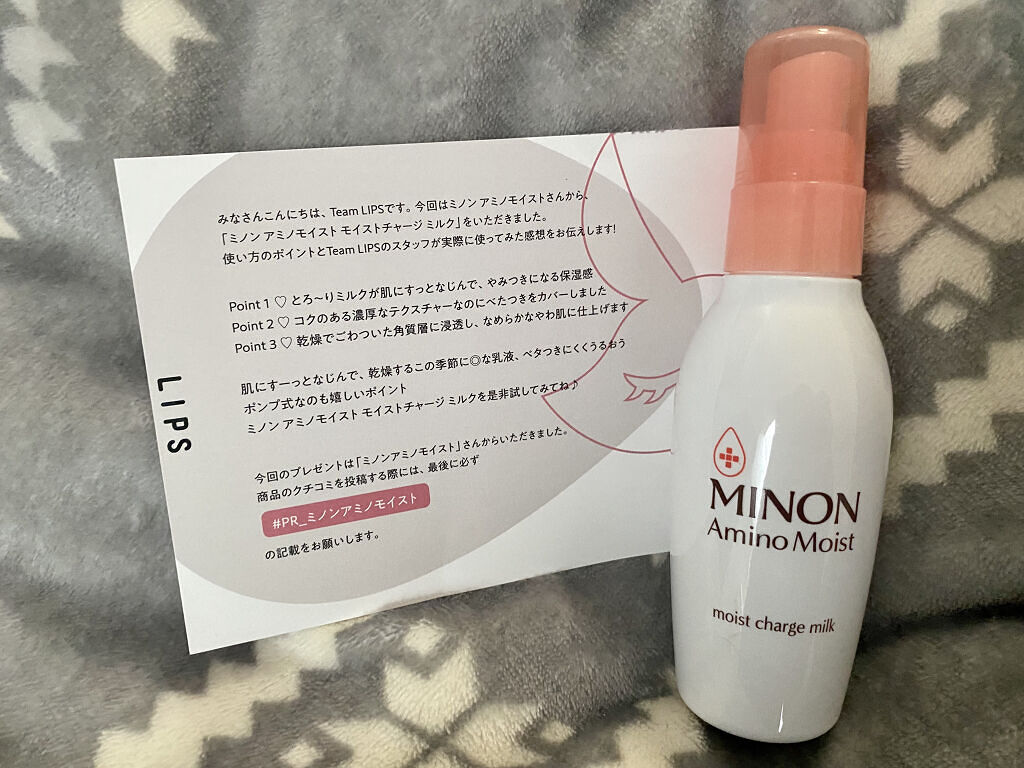 みなさんこんにちは、Team LIPSです。今回はミノン アミノモイストさんから、
「ミノン アミノモイスト モイストチャージ ミルク」をいただきました。
使い方のポイントとTeam LIPSのスタッフが実際に使ってみた感想をお伝えします!
Point 1 ♡ とろ～りミルクが肌にすっとなじんで、やみつきになる保湿感
Point 2 ♡ コクのある濃厚なテクスチャーなのにべたつきをカバーしました
Point 3 ♡ 乾燥でごわついた角質層に浸透し、なめらかなやわ肌に仕上げます
肌にすーっとなじんで、乾燥するこの季節に◎な乳液、ベタつきにくくうるおう
ポンプ式なのも嬉しいポイント
ミノン アミノモイスト モイストチャージ ミルクを是非試してみてね♪
今回のプレゼントは「ミノンアミノモイスト」さんからいただきました。
商品のクチコミを投稿する際には、最後に必ず
#PR_ミノンアミノモイスト
の記載をお願いします。
LIPS
MINON
Amino Moist
moist charge milk